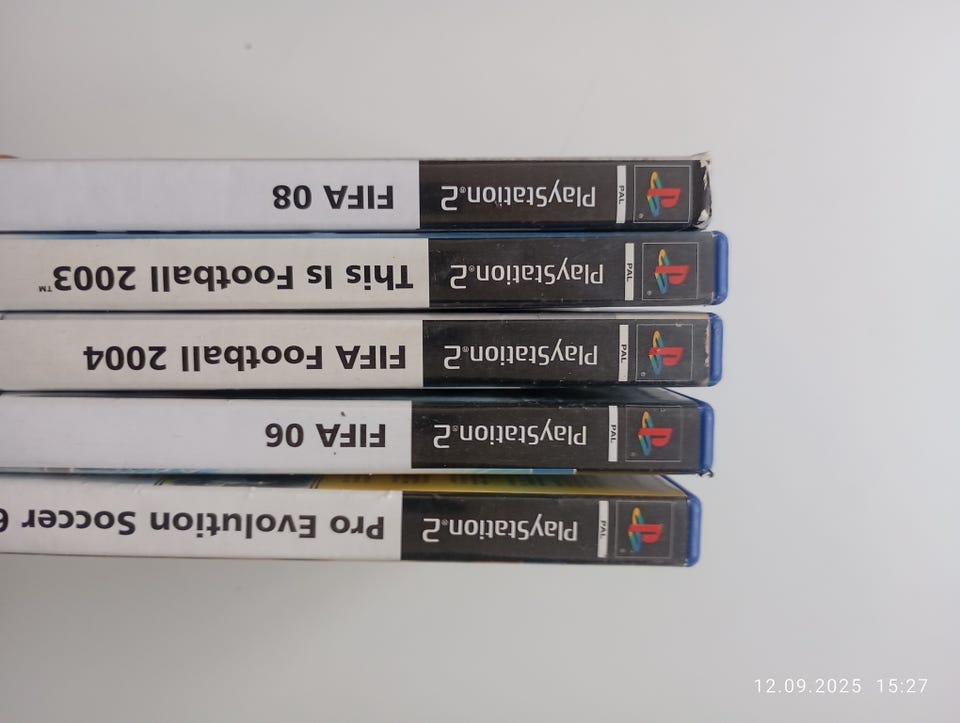 PlayStation®2 FIFA 08
PAL
PlayStation®2 This Is Football 2003™
PAL
PlayStation®2 FIFA Football 2004
PAL
PlayStation®2 FIFA 06
PAL
PlayStation®2 Pro Evolution Soccer 6
PAL
12.09.2025 15:27